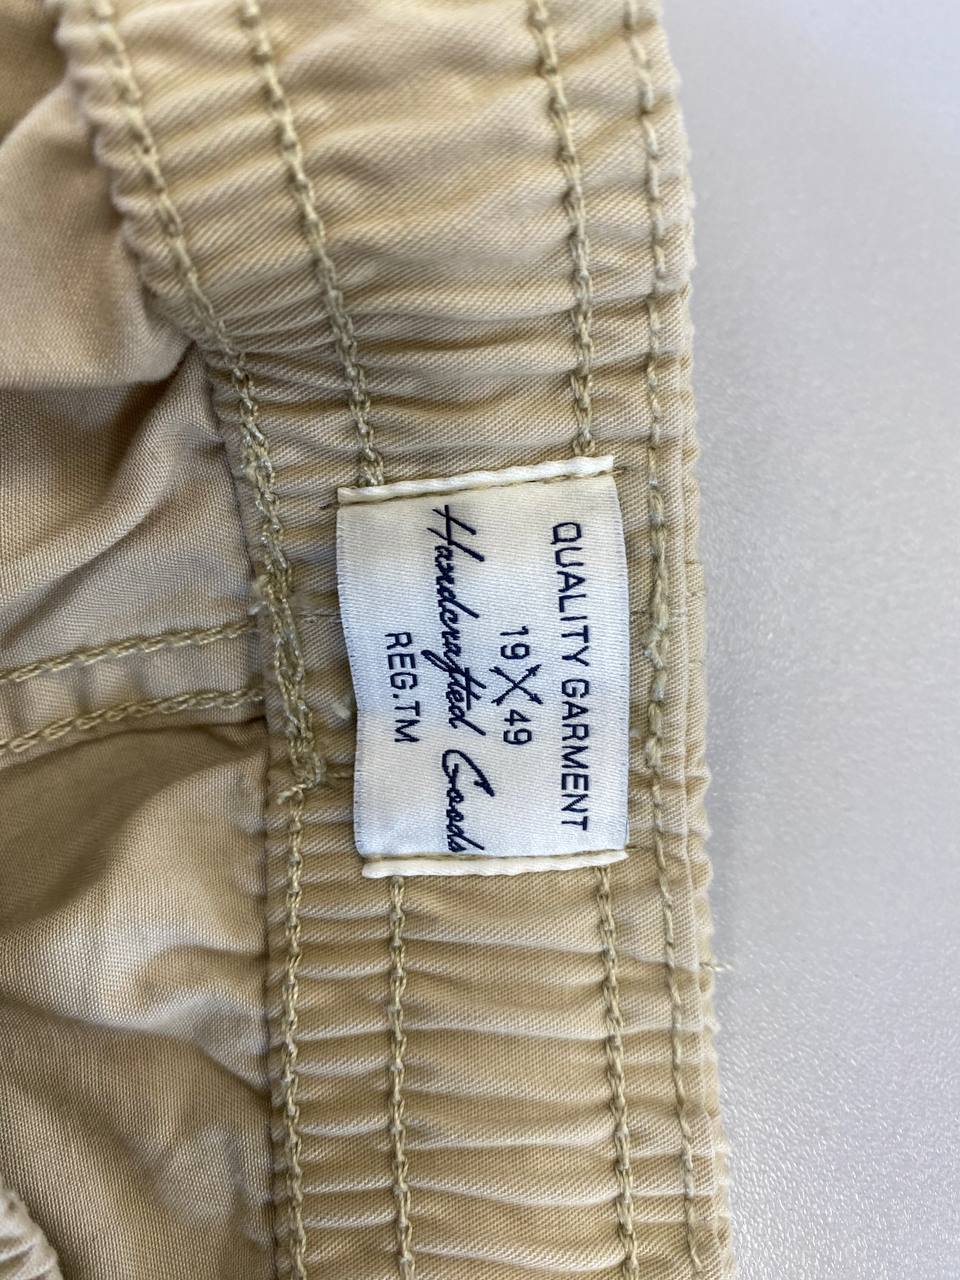 QUALITY GARMENT
19 49
Handcrafted Goods
REG.TM